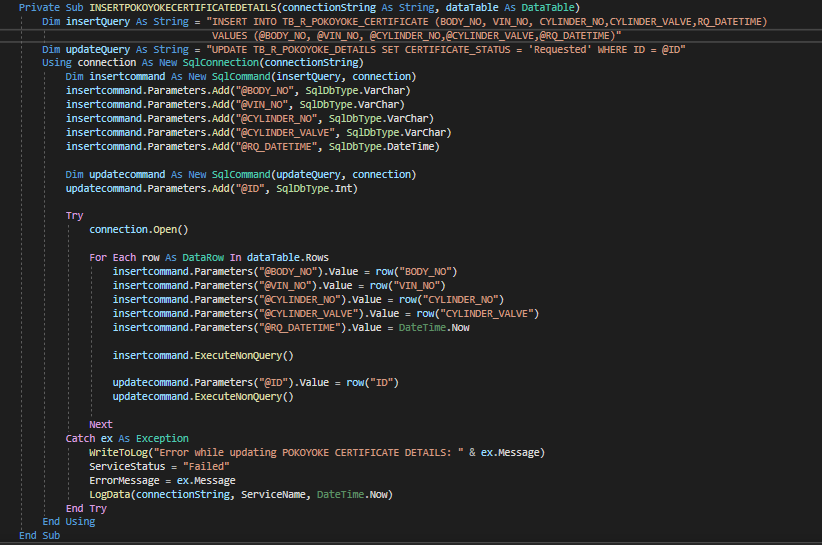 Private Sub INSERTPOKOYOKECERTIFICATEDETAILS(connectionString As String, dataTable As DataTable)
Dim insertQuery As String = "INSERT INTO TB_R_POKOYOKE_CERTIFICATE (BODY_NO, VIN_NO, CYLINDER_NO,CYLINDER_VALVE,RQ_DATETIME)
VALUES (@BODY_NO, @VIN_NO, @CYLINDER_NO,@CYLINDER_VALVE,@RQ_DATETIME)"
Dim updateQuery As String = "UPDATE TB_R_POKOYOKE_DETAILS SET CERTIFICATE_STATUS = 'Requested' WHERE ID = @ID"
Using connection As New SqlConnection(connectionString)
Dim insertcommand As New SqlCommand(insertQuery, connection)
insertcommand.Parameters.Add("@BODY_NO", SqlDbType.VarChar)
insertcommand.Parameters.Add("@VIN_NO", SqlDbType.VarChar)
insertcommand.Parameters.Add("@CYLINDER_NO", SqlDbType.VarChar)
insertcommand.Parameters.Add("@CYLINDER_VALVE", SqlDbType.VarChar)
insertcommand.Parameters.Add("@RQ_DATETIME", SqlDbType.DateTime)
Dim updatecommand As New SqlCommand(updateQuery, connection)
updatecommand.Parameters.Add("@ID", SqlDbType.Int)
Try
connection.Open()
For Each row As DataRow In dataTable.Rows
insertcommand.Parameters("@BODY_NO").Value = row("BODY_NO")
insertcommand.Parameters("@VIN_NO").Value = row("VIN_NO")
insertcommand.Parameters("@CYLINDER_NO").Value = row("CYLINDER_NO")
insertcommand.Parameters("@CYLINDER_VALVE").Value = row("CYLINDER_VALVE")
insertcommand.Parameters("@RQ_DATETIME").Value = DateTime.Now
insertcommand.ExecuteNonQuery()
updatecommand.Parameters("@ID").Value = row("ID")
updatecommand.ExecuteNonQuery()
Next
Catch ex As Exception
WriteToLog("Error while updating POKOYOKE CERTIFICATE DETAILS: " & ex.Message)
ServiceStatus = "Failed"
ErrorMessage = ex.Message
LogData(connectionString, ServiceName, DateTime.Now)
End Try
End Using
End Sub